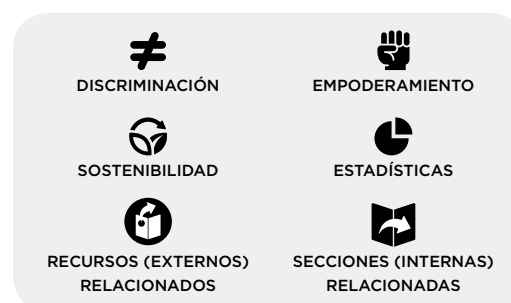 DISCRIMINACIÓN
EMPODERAMIENTO
SOSTENIBILIDAD
ESTADÍSTICAS
RECURSOS (EXTERNOS)
RELACIONADOS
SECCIONES (INTERNAS)
RELACIONADAS